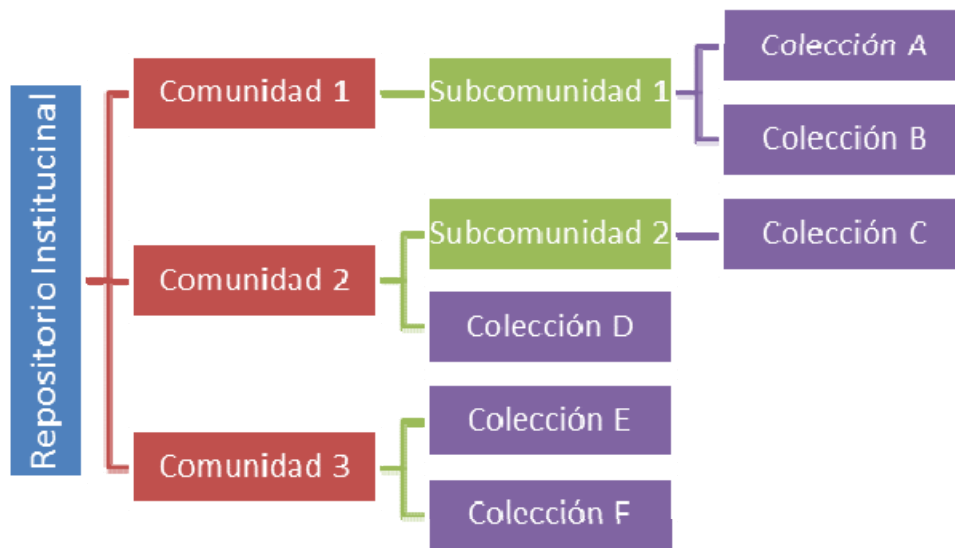 Repositorio Institucinal
Comunidad 1
Subcomunidad 1
Colección A
Colección B
Comunidad 2
Subcomunidad 2
Colección C
Colección D
Comunidad 3
Colección E
Colección F